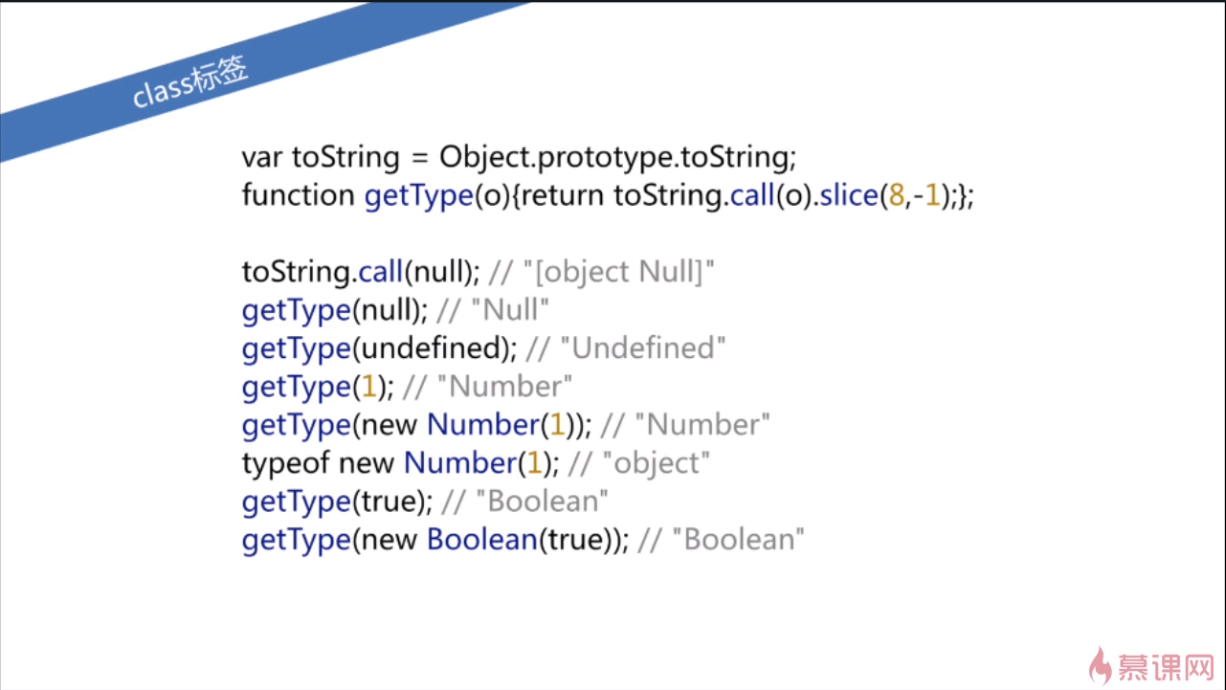 class标签
var toString = Object.prototype.toString;
function getType(o){return toString.call(o).slice(8,-1);};
toString.call(null); // "[object Null]"
getType(null); // "Null"
getType(undefined); // "Undefined"
getType(1); // "Number"
getType(new Number(1)); // "Number"
typeof new Number(1); // "object"
getType(true); // "Boolean"
getType(new Boolean(true)); // "Boolean"
慕课网